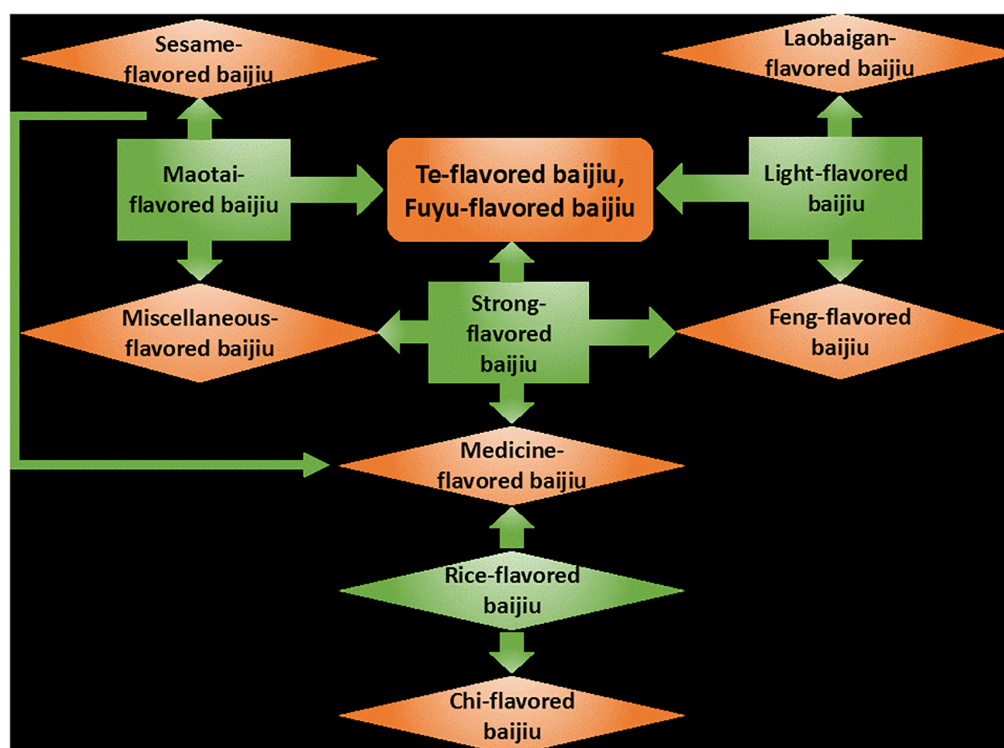 Sesame-
flavored baijiu
Laobaigan-
flavored baijiu
Maotai-
flavored baijiu
Te-flavored baijiu,
Fuyu-flavored baijiu
Light-flavored
baijiu
Miscellaneous-
flavored baijiu
Strong-
flavored
baijiu
Feng-flavored
baijiu
Medicine-
flavored baijiu
Rice-flavored
baijiu
Chi-flavored
baijiu